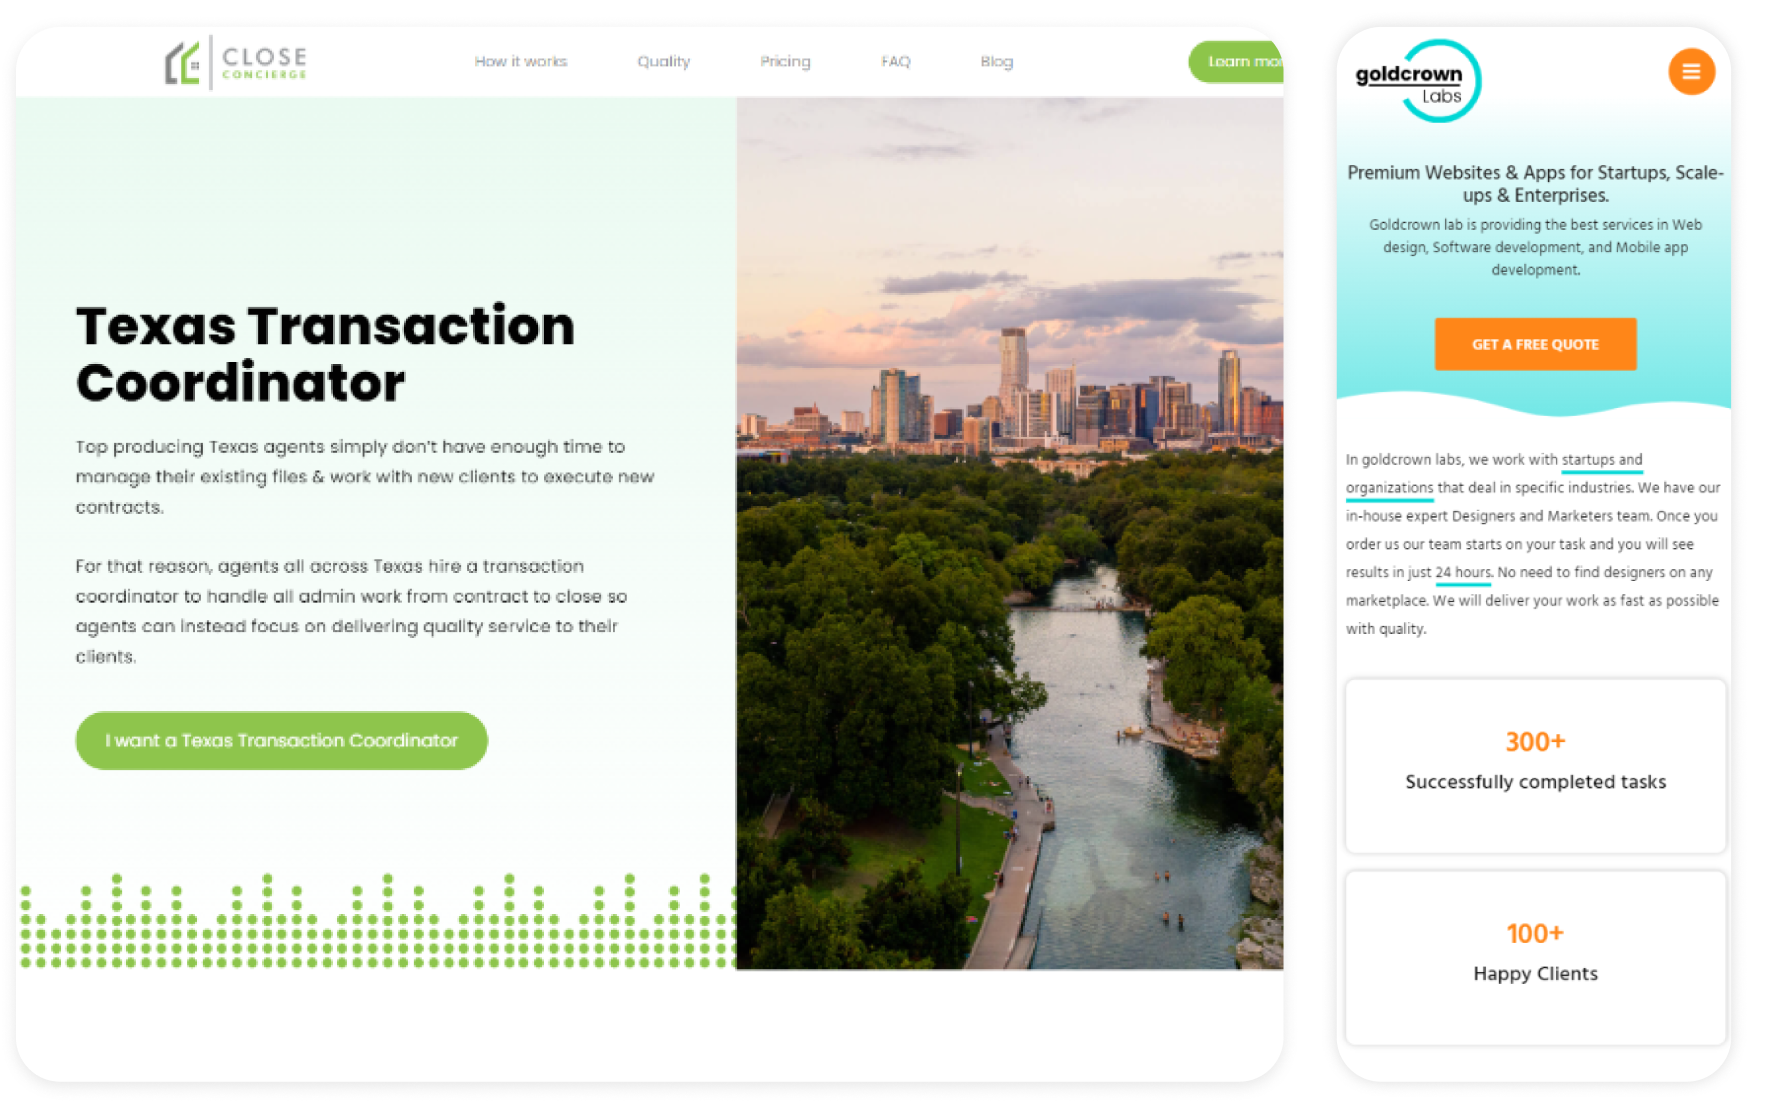 CLOSE
CONCIERGE
How it works
Quality
Pricing
FAQ
Blog
Learn mor
Texas Transaction
Coordinator
Top producing Texas agents simply don't have enough time to
manage their existing files & work with new clients to execute new
contracts.
For that reason, agents all across Texas hire a transaction
coordinator to handle all admin work from contract to close so
agents can instead focus on delivering quality service to their
clients.
I want a Texas Transaction Coordinator
goldcrown
Labs
Premium Websites & Apps for Startups, Scale-
ups & Enterprises.
Goldcrown lab is providing the best services in Web
design, Software development, and Mobile app
development.
GET A FREE QUOTE
In goldcrown labs, we work with startups and
organizations that deal in specific industries. We have our
in-house expert Designers and Marketers team. Once you
order us our team starts on your task and you will see
results in just 24 hours. No need to find designers on any
marketplace. We will deliver your work as fast as possible
with quality.
300+
Successfully completed tasks
100+
Happy Clients